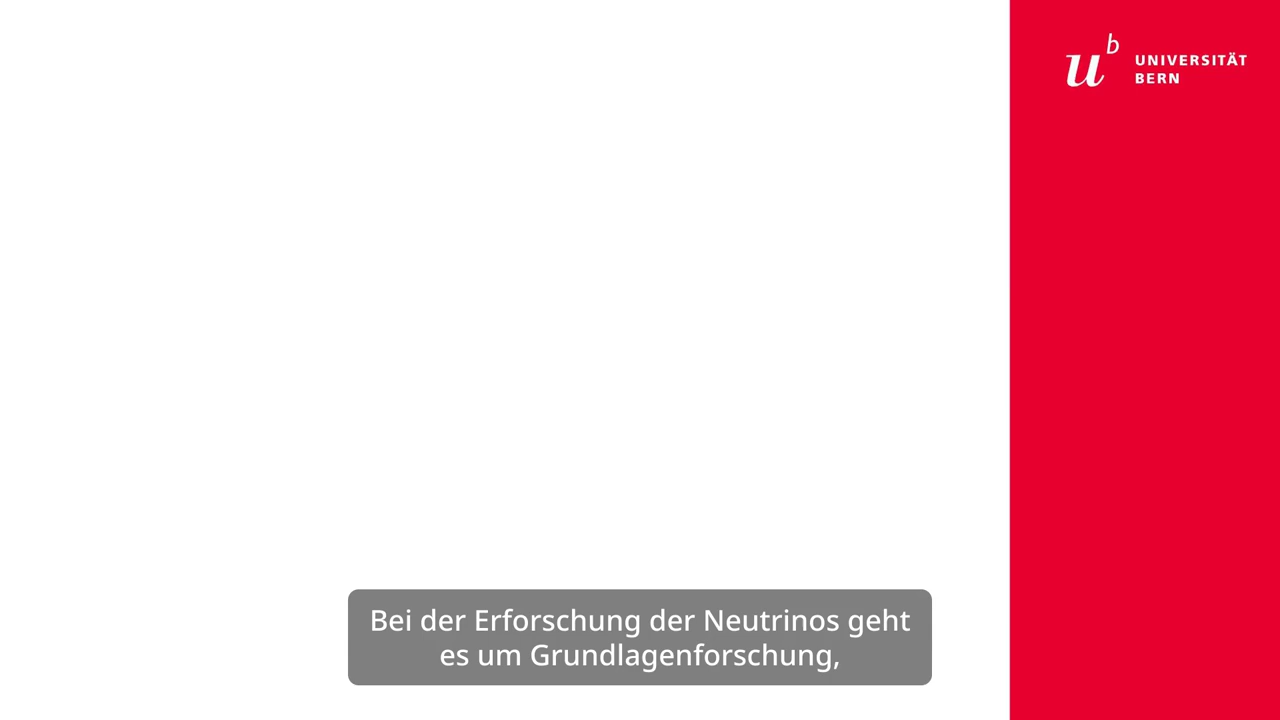 u b
UNIVERSITÄT
BERN
Bei der Erforschung der Neutrinos geht
es um Grundlagenforschung,